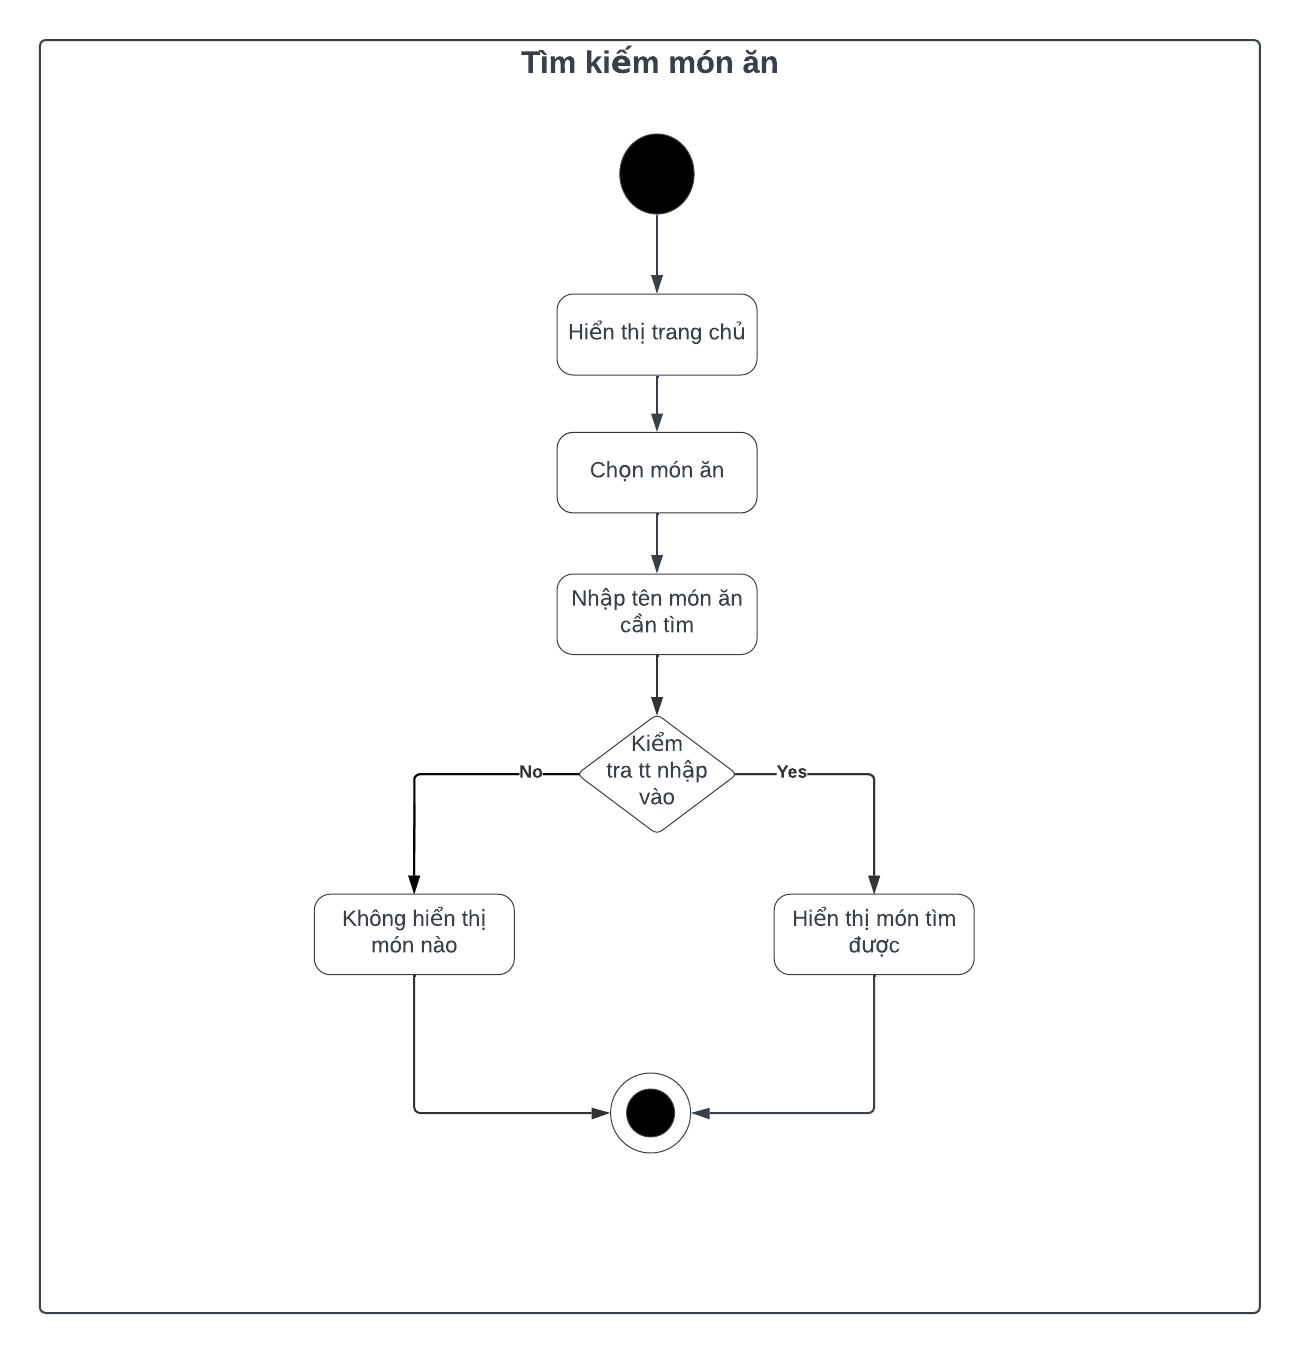 Tìm kiếm món ăn
Hiển thị trang chủ
Chọn món ăn
Nhập tên món ăn
cần tìm
Kiểm
tra tt nhập
vào
No
Yes
Không hiển thị
món nào
Hiển thị món tìm
được